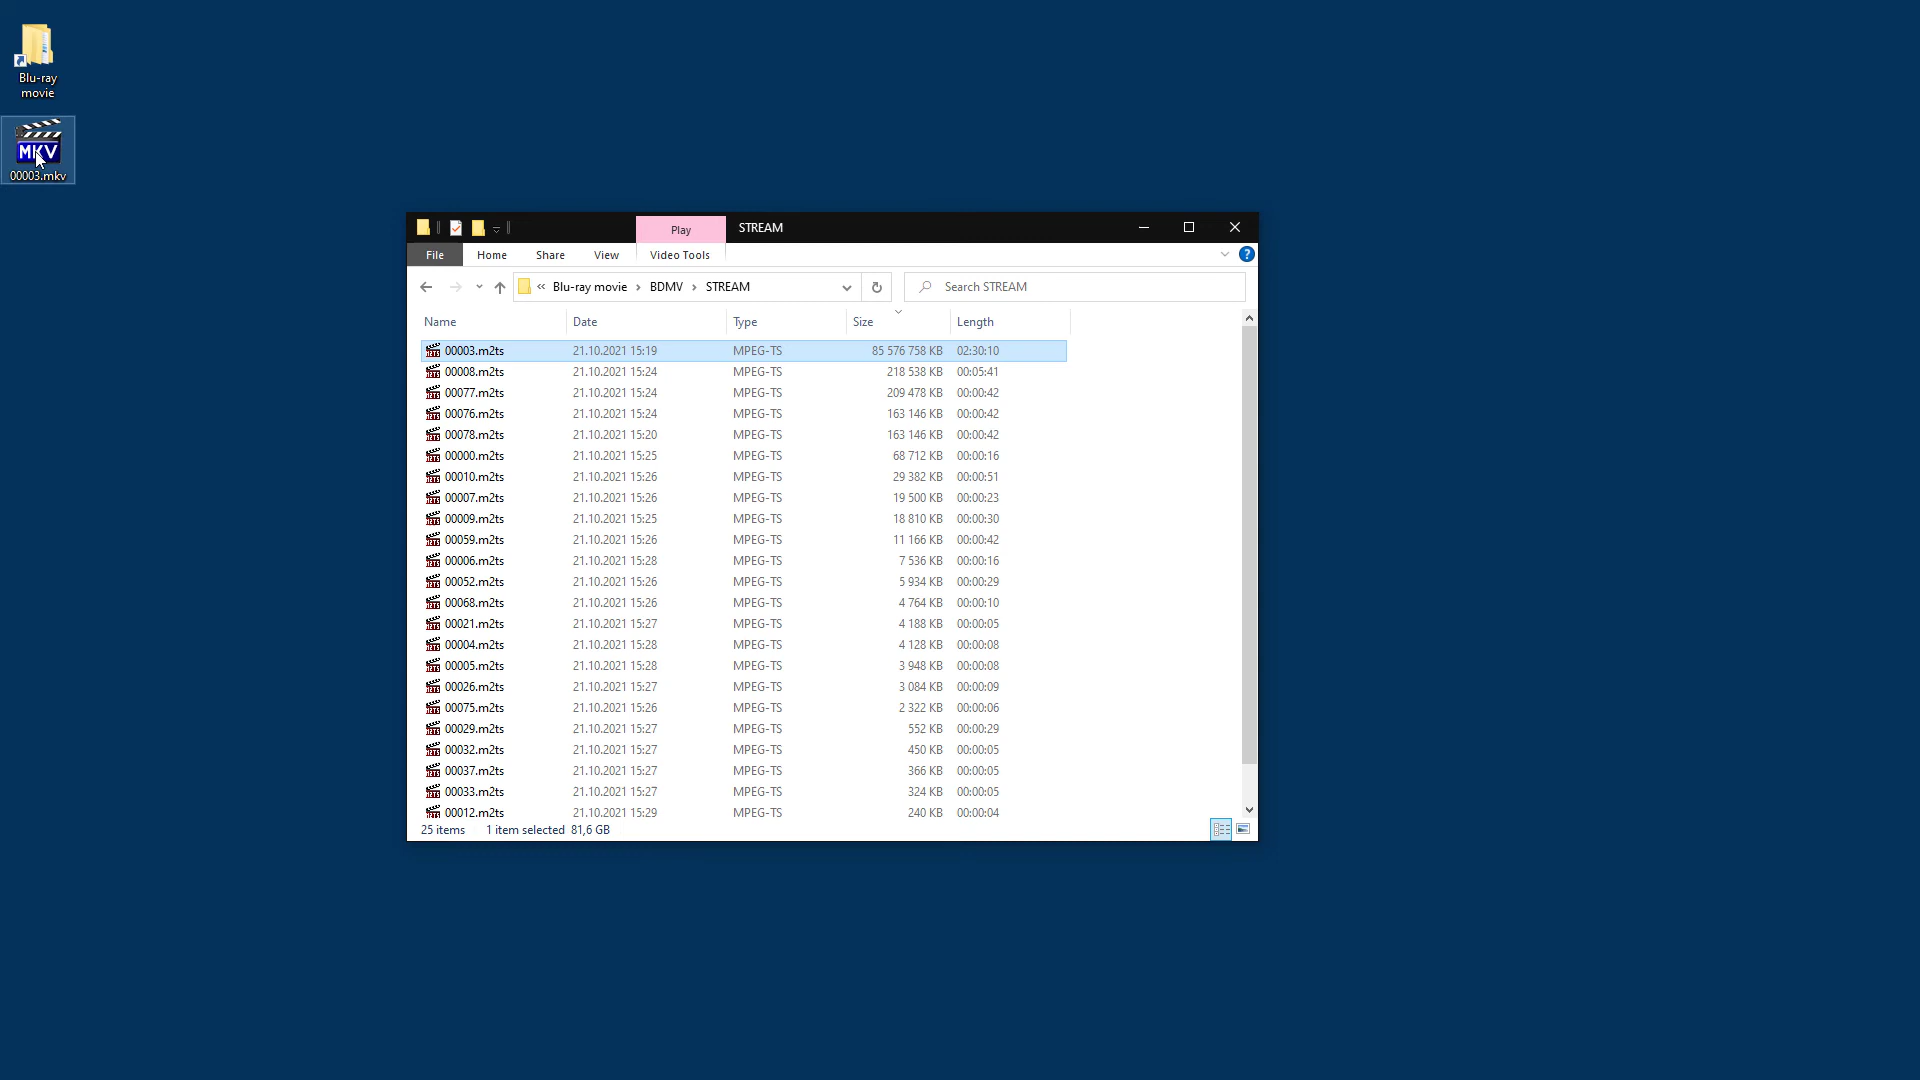 Blu-ray
movie
MKV
00003.mkv
Play STREAM
File Home Share View Video Tools ?
« Blu-ray movie › BDMV › STREAM Search STREAM
Name Date Type Size Length
00003.m2ts 21.10.2021 15:19 MPEG-TS 85 576 758 KB 02:30:10
00008.m2ts 21.10.2021 15:24 MPEG-TS 218 538 KB 00:05:41
00077.m2ts 21.10.2021 15:24 MPEG-TS 209 478 KB 00:00:42
00076.m2ts 21.10.2021 15:24 MPEG-TS 163 146 KB 00:00:42
00078.m2ts 21.10.2021 15:20 MPEG-TS 163 146 KB 00:00:42
00000.m2ts 21.10.2021 15:25 MPEG-TS 68 712 KB 00:00:16
00010.m2ts 21.10.2021 15:26 MPEG-TS 29 382 KB 00:00:51
00007.m2ts 21.10.2021 15:26 MPEG-TS 19 500 KB 00:00:23
00009.m2ts 21.10.2021 15:25 MPEG-TS 18 810 KB 00:00:30
00059.m2ts 21.10.2021 15:26 MPEG-TS 11 166 KB 00:00:42
00006.m2ts 21.10.2021 15:28 MPEG-TS 7 536 KB 00:00:16
00052.m2ts 21.10.2021 15:26 MPEG-TS 5 934 KB 00:00:29
00068.m2ts 21.10.2021 15:26 MPEG-TS 4 764 KB 00:00:10
00021.m2ts 21.10.2021 15:27 MPEG-TS 4 188 KB 00:00:05
00004.m2ts 21.10.2021 15:28 MPEG-TS 4 128 KB 00:00:08
00005.m2ts 21.10.2021 15:28 MPEG-TS 3 948 KB 00:00:08
00026.m2ts 21.10.2021 15:27 MPEG-TS 3 084 KB 00:00:09
00075.m2ts 21.10.2021 15:26 MPEG-TS 2 322 KB 00:00:06
00029.m2ts 21.10.2021 15:27 MPEG-TS 552 KB 00:00:29
00032.m2ts 21.10.2021 15:27 MPEG-TS 450 KB 00:00:05
00037.m2ts 21.10.2021 15:27 MPEG-TS 366 KB 00:00:05
00033.m2ts 21.10.2021 15:27 MPEG-TS 324 KB 00:00:05
00012.m2ts 21.10.2021 15:29 MPEG-TS 240 KB 00:00:04
25 items 1 item selected 81,6 GB